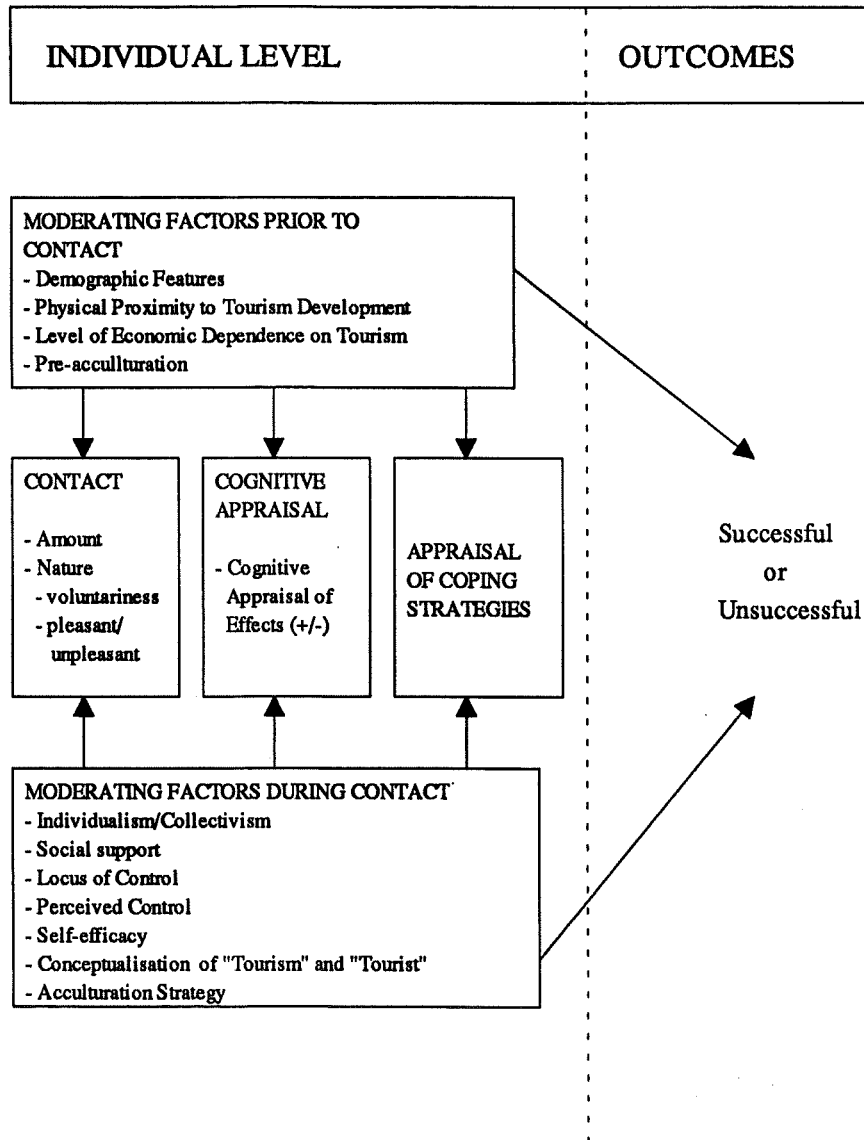 INDIVIDUAL LEVEL
OUTCOMES
MODERATING FACTORS PRIOR TO
CONTACT
- Demographic Features
- Physical Proximity to Tourism Development
- Level of Economic Dependence on Tourism
- Pre-accullturation
CONTACT
- Amount
- Nature
- voluntariness
- pleasant/
unpleasant
COGNITIVE
APPRAISAL
- Cognitive
Appraisal of
Effects (+/-)
APPRAISAL
OF COPING
STRATEGIES
Successful
or
Unsuccessful
MODERATING FACTORS DURING CONTACT
- Individualism/Collectivism
- Social support
- Locus of Control
- Perceived Control
- Self-efficacy
- Conceptualisation of "Tourism" and "Tourist"
- Acculturation Strategy